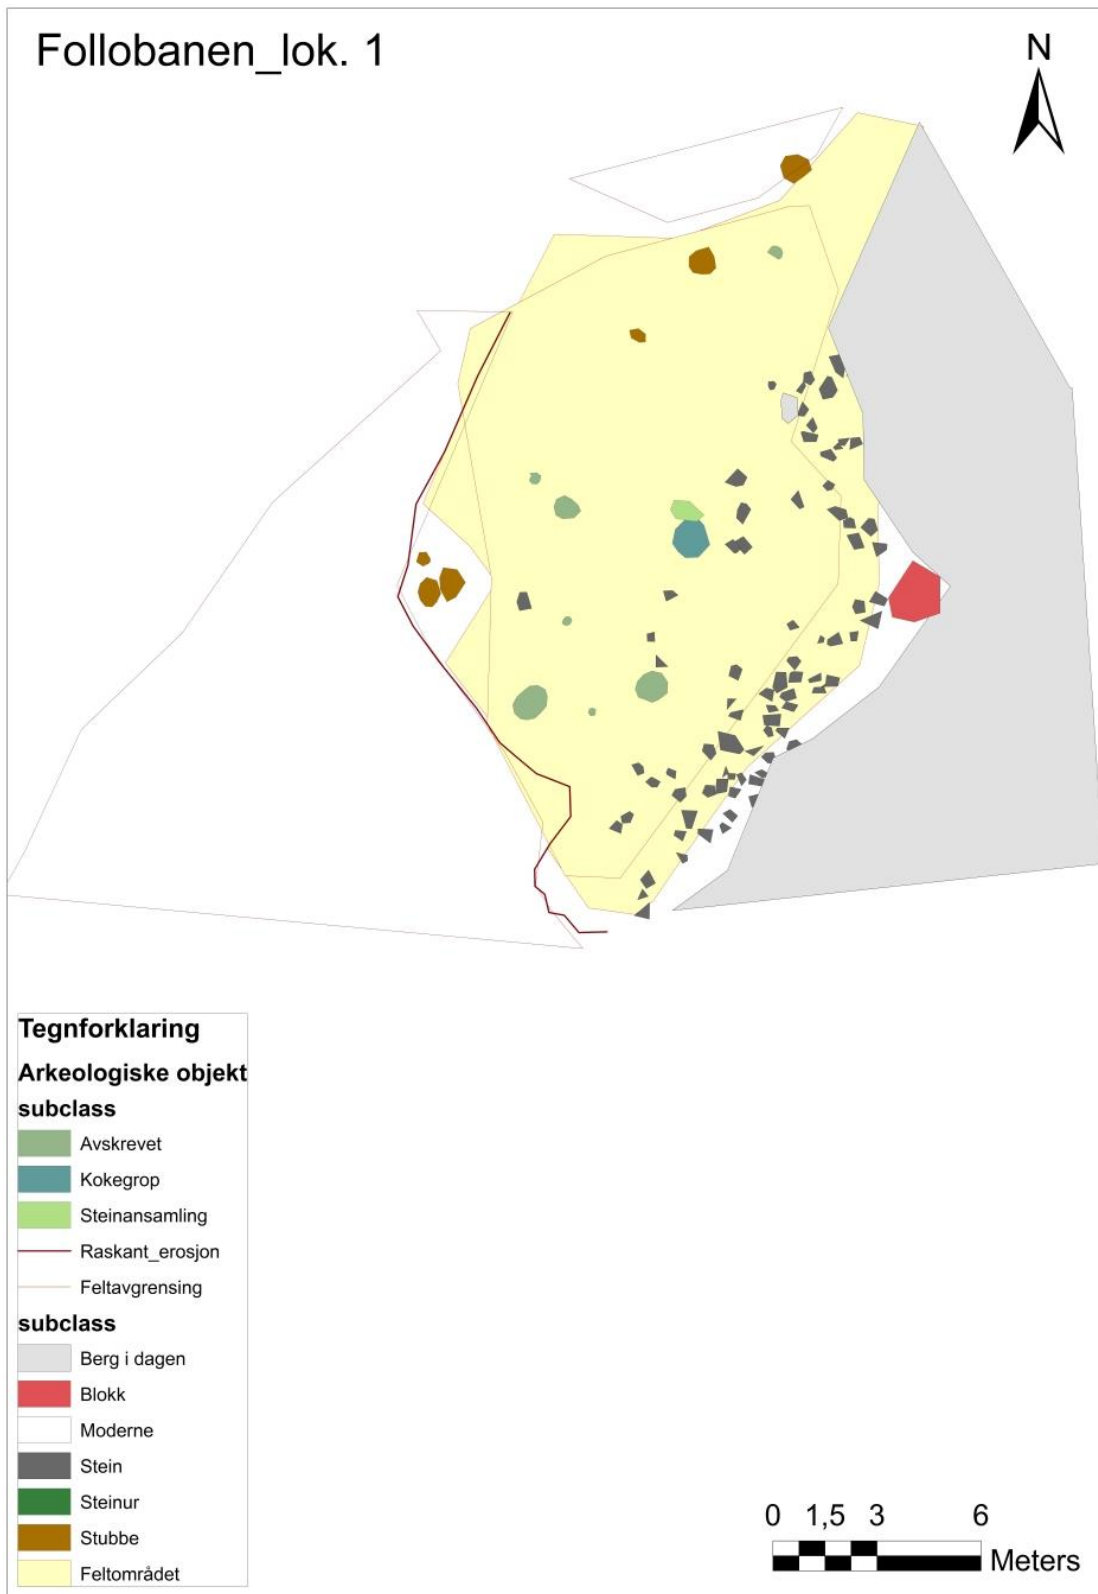 Follobanen_lok. 1
N
Tegnforklaring
Arkeologiske objekt
subclass
Avskrevet
Kokegrop
Steinansamling
Raskant_erosjon
Feltavgrensing
subclass
Berg i dagen
Blokk
Moderne
Stein
Steinur
Stubbe
Feltområdet
0 1,5 3 6
Meters